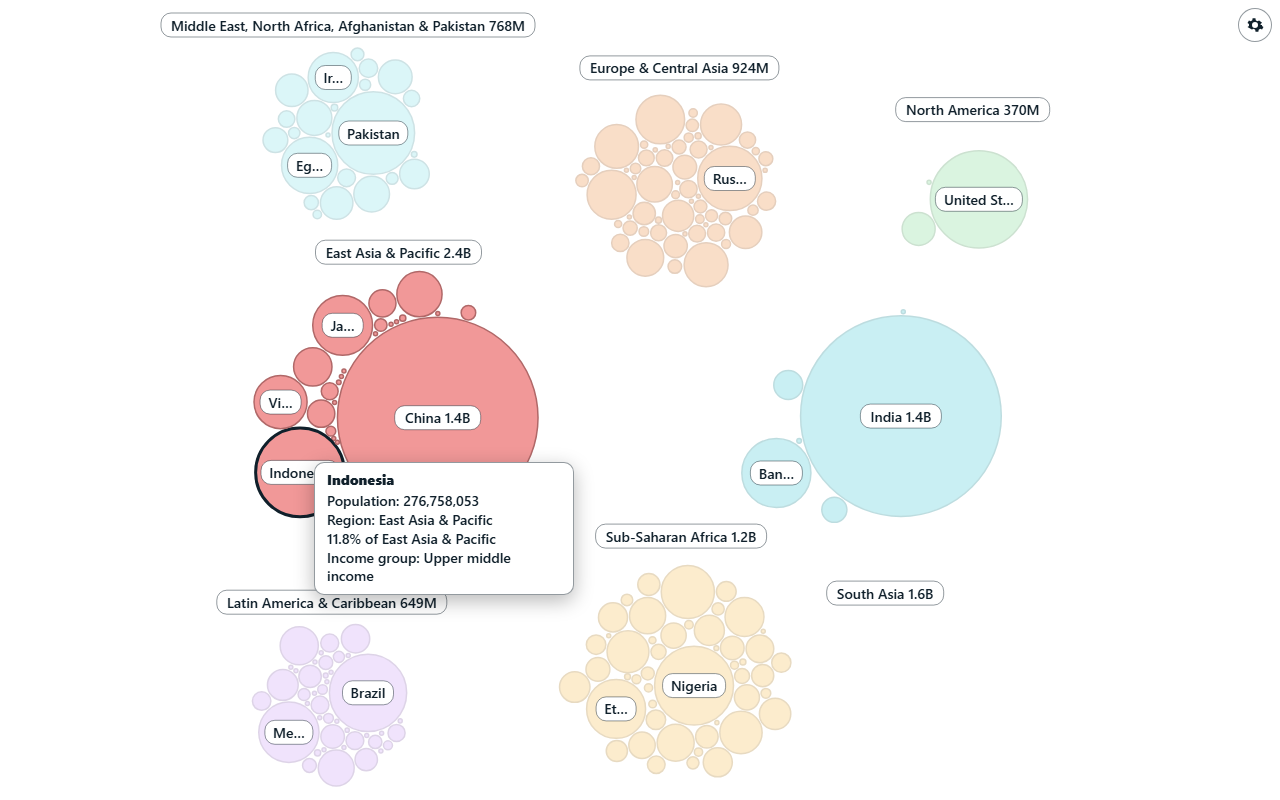 Middle East, North Africa, Afghanistan & Pakistan 768M
Europe & Central Asia 924M
North America 370M
Ir...
Pakistan
Eg...
Rus...
United St...
East Asia & Pacific 2.4B
Ja...
Vi...
China 1.4B
India 1.4B
Indone
Ban...
Indonesia
Population: 276,758,053
Region: East Asia & Pacific
11.8% of East Asia & Pacific
Income group: Upper middle
income
Sub-Saharan Africa 1.2B
South Asia 1.6B
Latin America & Caribbean 649M
Nigeria
Brazil
Et...
Me...